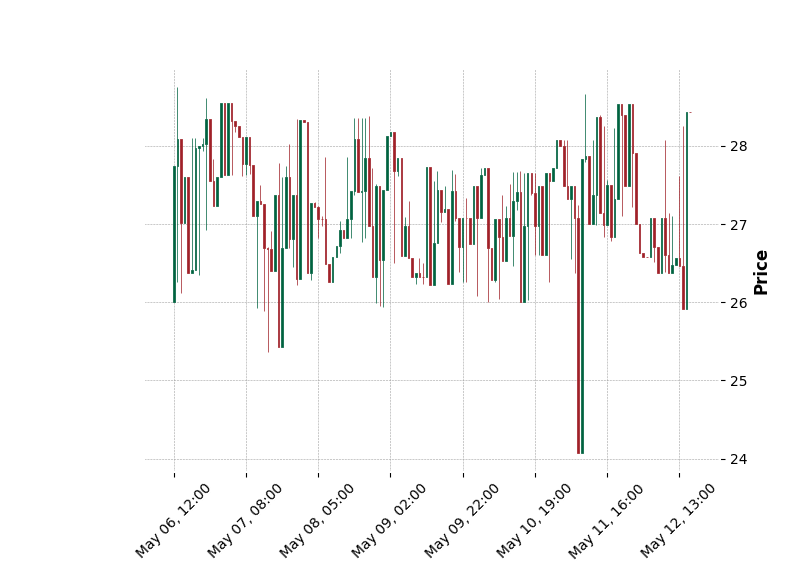 28
27
26
25
24
Price
May 06, 12:00
May 07, 08:00
May 08, 05:00
May 09, 02:00
May 09, 22:00
May 10, 19:00
May 11, 16:00
May 12, 13:00